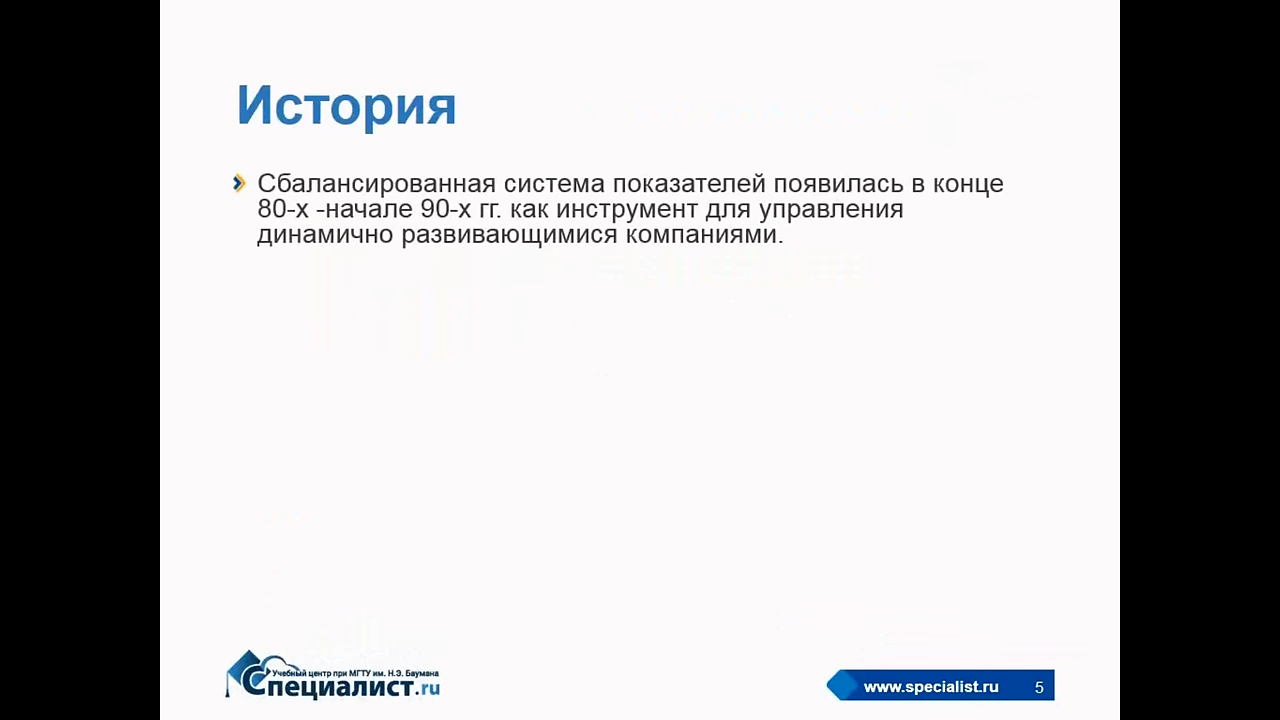 История
Сбалансированная система показателей появилась в конце
80-х -начале 90-х гг. как инструмент для управления
динамично развивающимися компаниями.
Учебный центр при МГТУ им. Н.Э. Баумана
Специалист.ru
www.specialist.ru 5